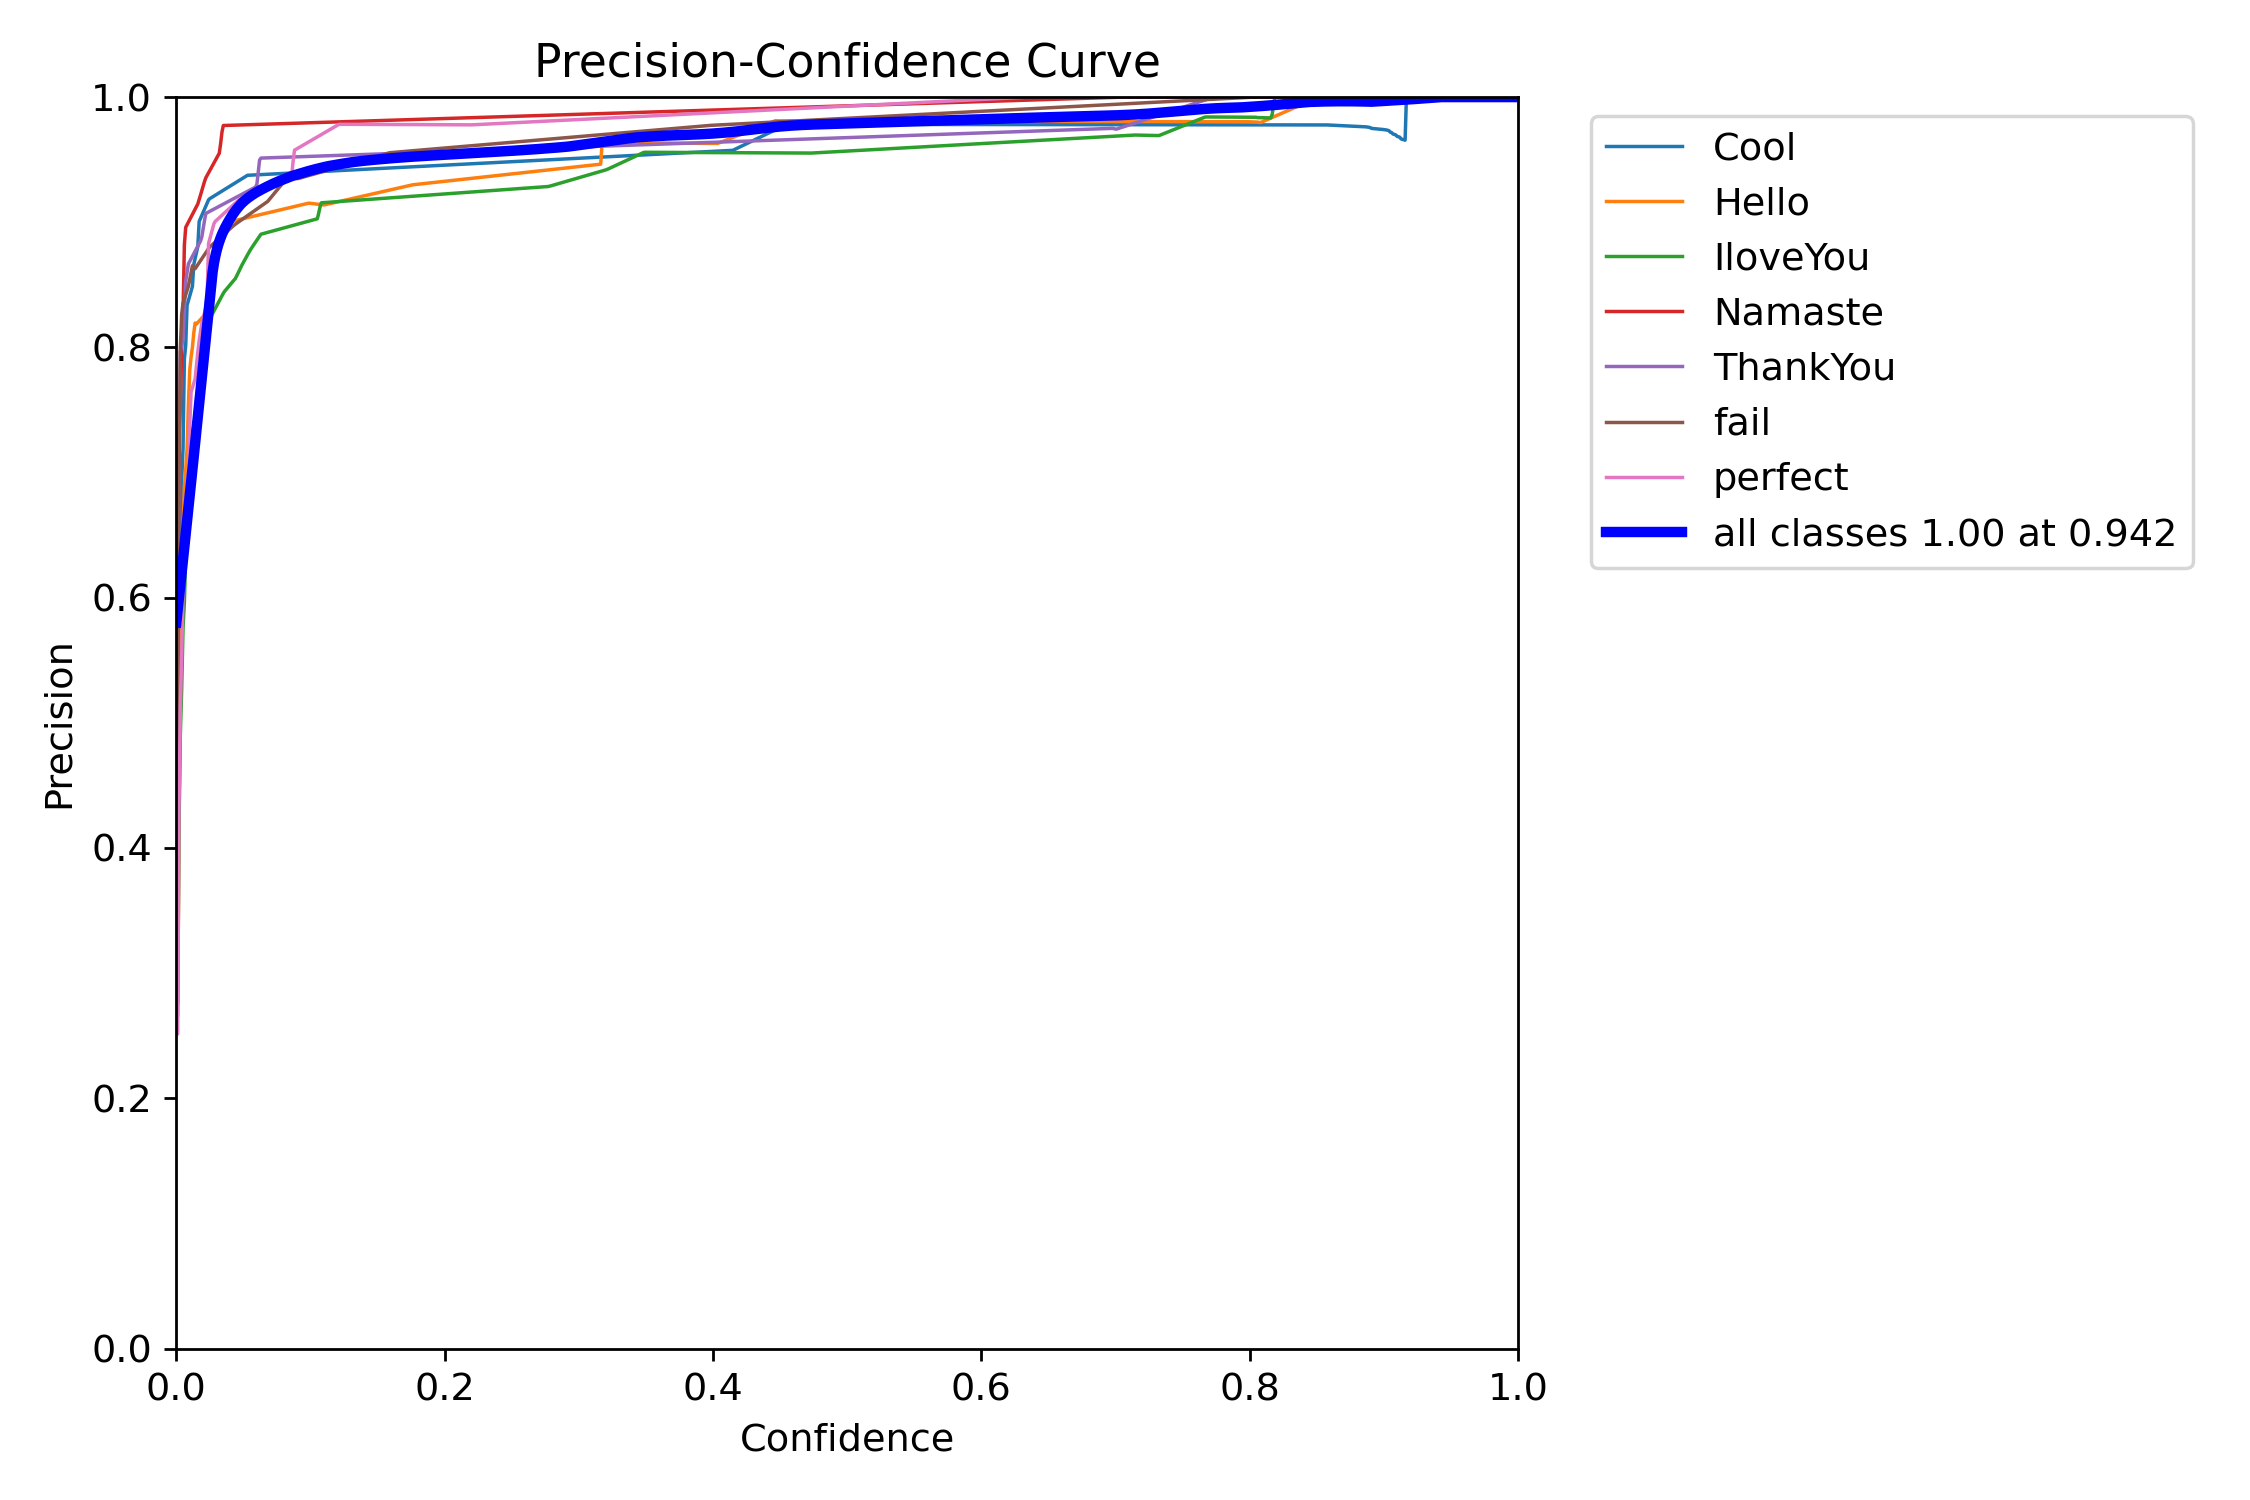 Precision-Confidence Curve
1.0
0.8
0.6
0.4
0.2
0.0
Precision
0.0 0.2 0.4 0.6 0.8 1.0
Confidence
Cool
Hello
IloveYou
Namaste
ThankYou
fail
perfect
all classes 1.00 at 0.942